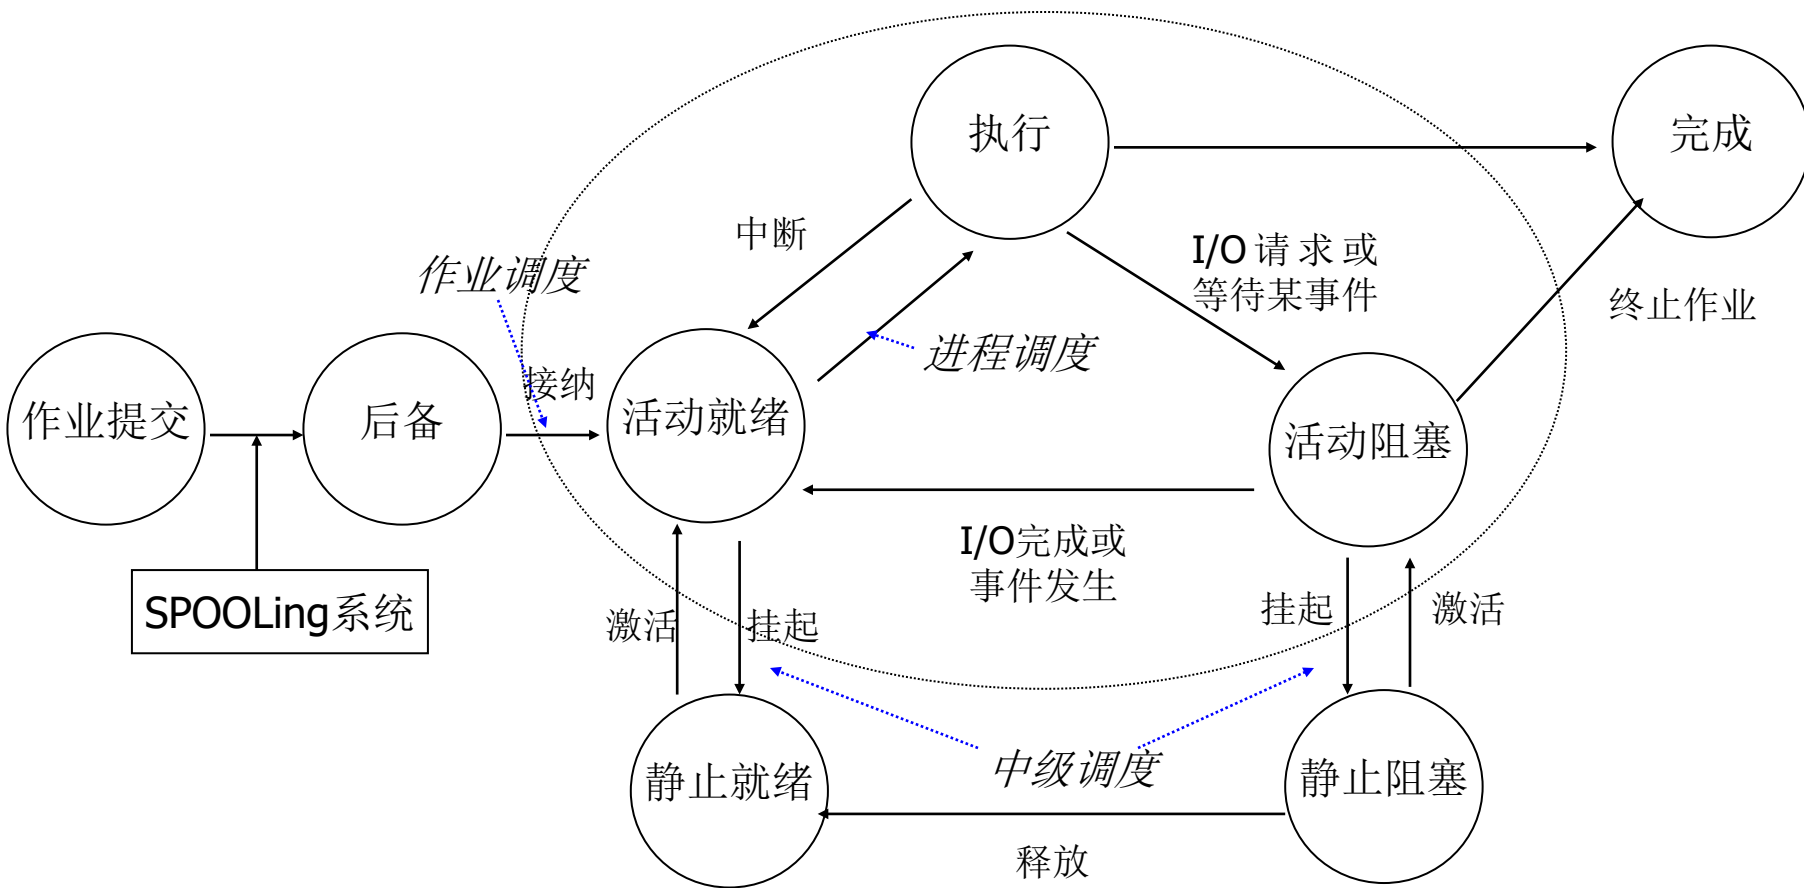 执行
完成
中断
I/O 请 求 或
等待某事件
作业调度
终止作业
进程调度
接纳
作业提交
后备
活动就绪
活动阻塞
I/O完成或
事件发生
SPOOLing系统
激活
挂起
挂起
激活
中级调度
静止就绪
静止阻塞
释放